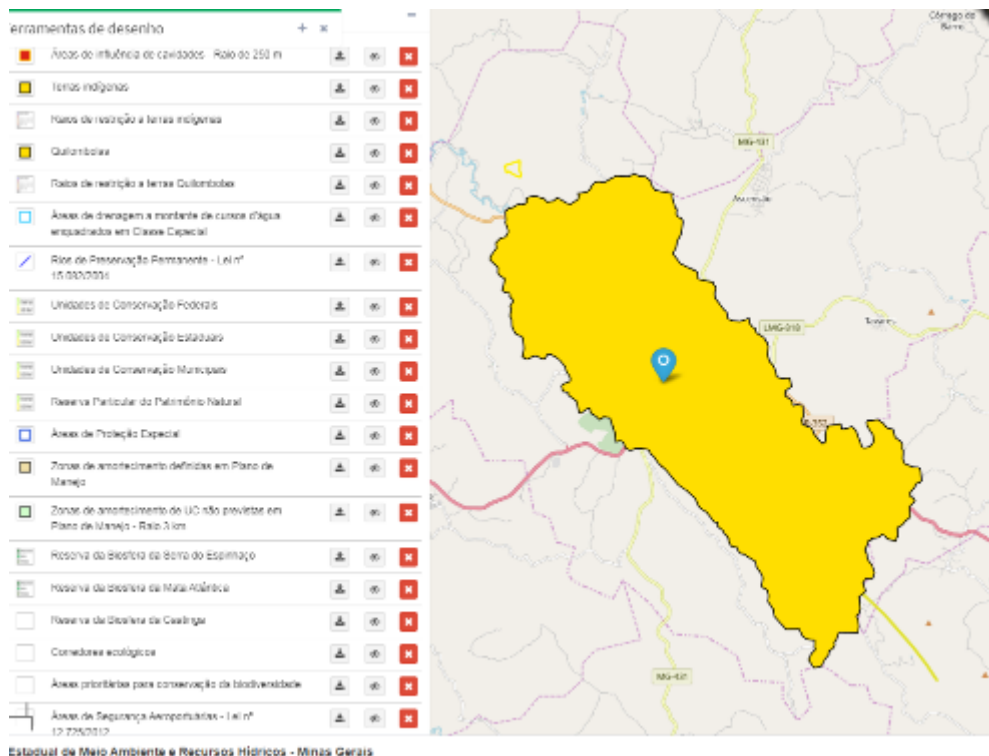 erramentas de desenho
Áreas de influência de cavidades - Raio de 250 m
Terras indígenas
Raios de restrição a terras indígenas
Quilombolas
Raios de restrição a terras Quilombolas
Áreas de drenagem a montante de cursos d'água
enquadrados em Classe Especial
Rios de Preservação Permanente - Lei nº
15.082/2004
Unidades de Conservação Federais
Unidades de Conservação Estaduais
Unidades de Conservação Municipais
Reserva Particular do Patrimônio Natural
Áreas de Proteção Especial
Zonas de amortecimento definidas em Plano de
Manejo
Zonas de amortecimento de UC não previstas em
Plano de Manejo - Raio 3 km
Reserva da Biosfera da Serra do Espinhaço
Reserva da Biosfera da Mata Atlântica
Reserva da Biosfera da Caatinga
Corredores ecológicos
Áreas prioritárias para conservação da biodiversidade
Áreas de Segurança Aeroportuárias - Lei nº
12.725/2012
Estadual de Meio Ambiente e Recursos Hídricos - Minas Gerais
Córrego do
Barro
MG-431
Ascensão
LMG-818
-352
MG-431